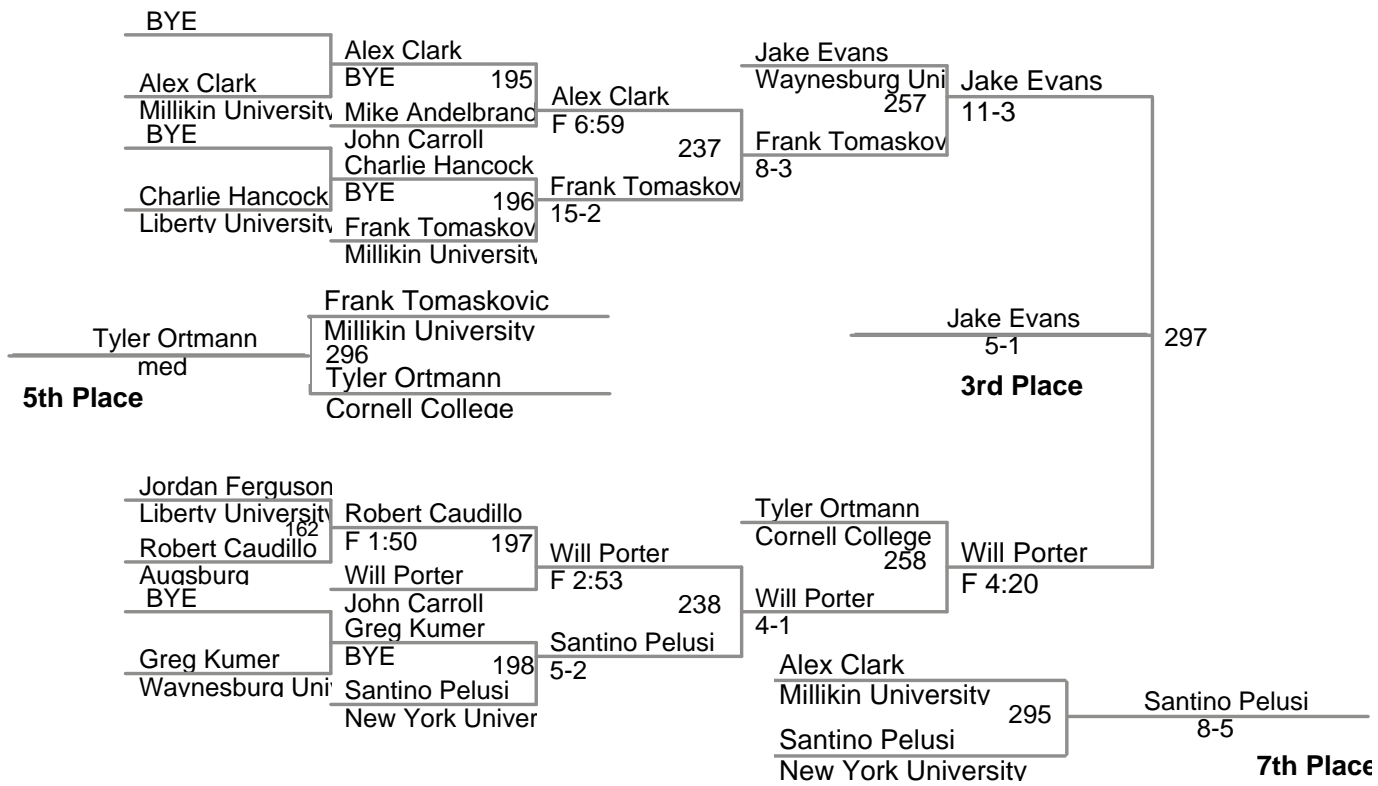 BYE
Alex Clark
Millikin University
BYE
Charlie Hancock
Liberty University
Alex Clark
BYE
195
Mike Andelbrand
John Carroll
Charlie Hancock
BYE
196
Frank Tomaskov
Millikin University
Alex Clark
F 6:59
237
Frank Tomaskov
15-2
Jake Evans
Waynesburg Uni
257
Frank Tomaskov
8-3
Jake Evans
11-3
Frank Tomaskovic
Millikin University
296
Tyler Ortmann
Cornell College
Tyler Ortmann
med
5th Place
Jake Evans
5-1
3rd Place
297
Jordan Ferguson
Liberty University
162
Robert Caudillo
Augsburg
BYE
Greg Kumer
Waynesburg Univ
Robert Caudillo
F 1:50
197
Will Porter
John Carroll
Greg Kumer
BYE
198
Santino Pelusi
New York Univer
Will Porter
F 2:53
238
Santino Pelusi
5-2
Tyler Ortmann
Cornell College
258
Will Porter
4-1
Will Porter
F 4:20
Alex Clark
Millikin University
295
Santino Pelusi
New York University
Santino Pelusi
8-5
7th Place